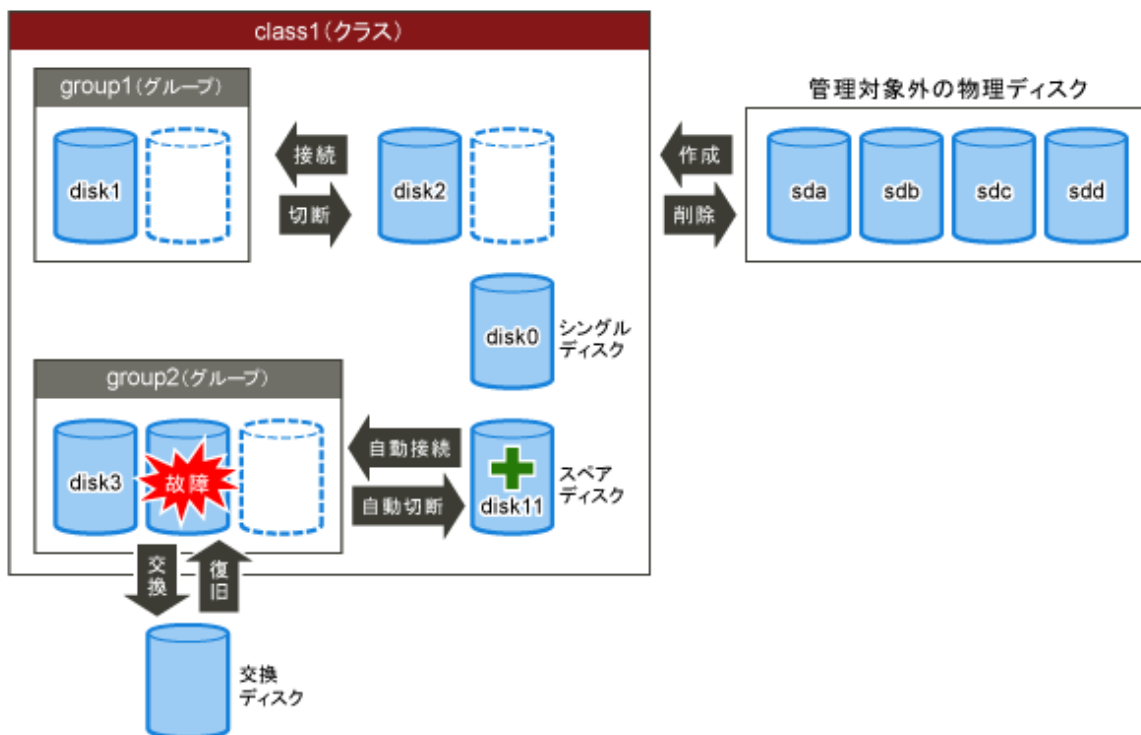 class1（クラス）
group1（グループ）
disk1
接続
切断
disk2
作成
削除
管理対象外の物理ディスク
sda
sdb
sdc
sdd
disk0
シングル
ディスク
group2（グループ）
disk3
故障
自動接続
自動切断
disk11
スペア
ディスク
交換
復旧
交換
ディスク